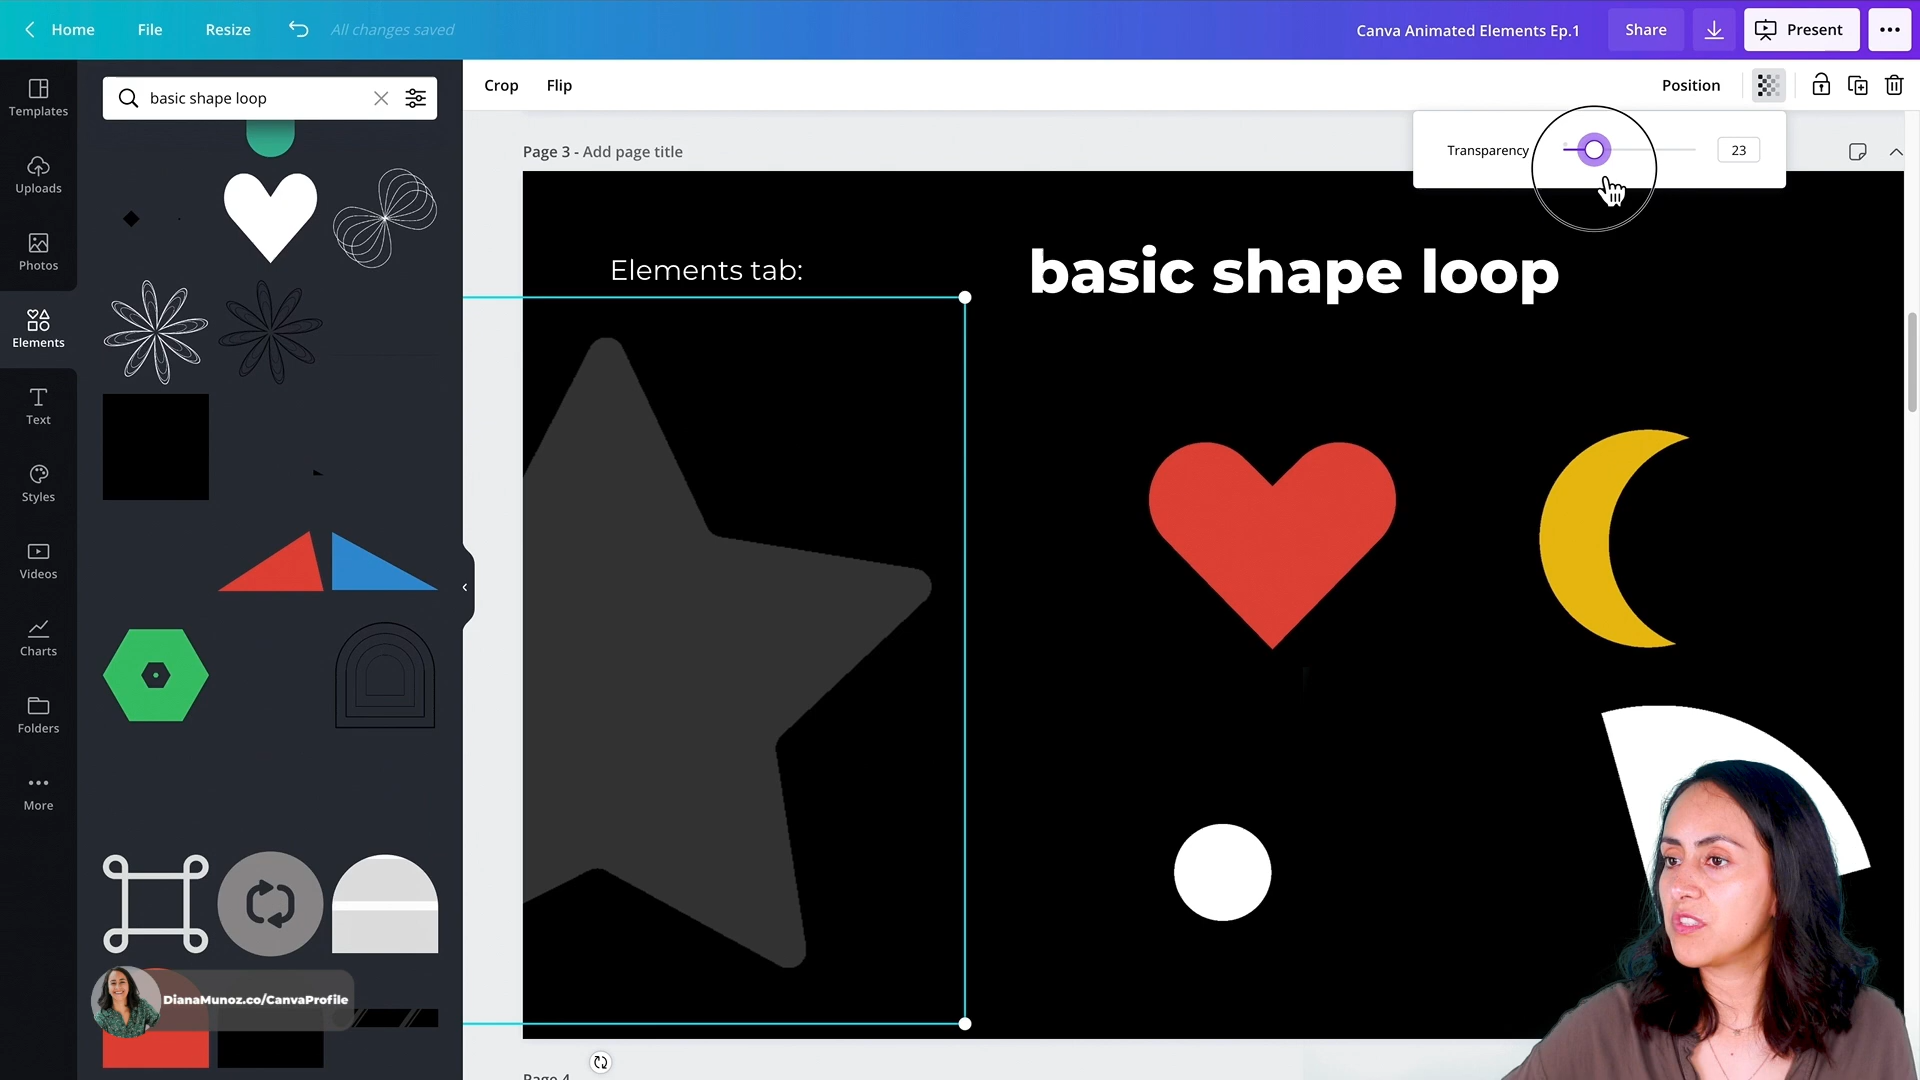 Home
File
Resize
All changes saved
Canva Animated Elements Ep.1
Share
Present
Templates
Uploads
Photos
Elements
Text
Styles
Videos
Charts
Folders
More
basic shape loop
Crop
Flip
Position
Page 3 - Add page title
Transparency
23
Elements tab:
basic shape loop
DianaMunoz.co/CanvaProfile
Page 4